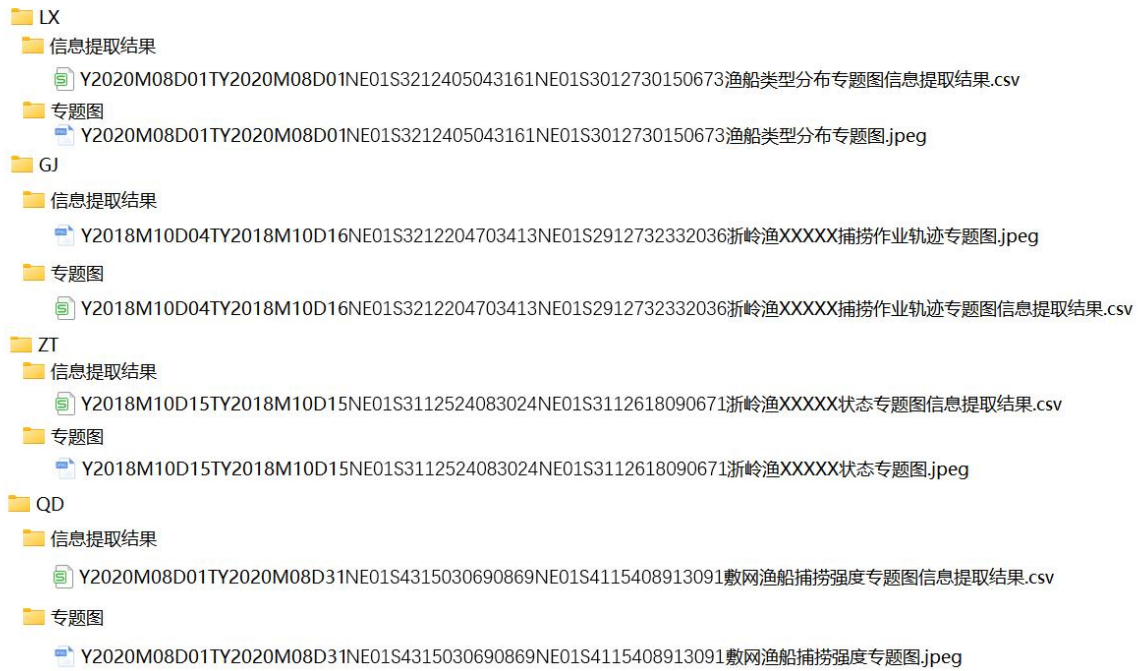 LX
信息提取结果
Y2020M08D01TY2020M08D01NE01S3212405043161NE01S3012730150673渔船类型分布专题图信息提取结果.csv
专题图
Y2020M08D01TY2020M08D01NE01S3212405043161NE01S3012730150673渔船类型分布专题图.jpeg
GJ
信息提取结果
Y2018M10D04TY2018M10D16NE01S3212204703413NE01S2912732332036浙岭渔XXXXX捕捞作业轨迹专题图.jpeg
专题图
Y2018M10D04TY2018M10D16NE01S3212204703413NE01S2912732332036浙岭渔XXXXX捕捞作业轨迹专题图信息提取结果.csv
ZT
信息提取结果
Y2018M10D15TY2018M10D15NE01S3112524083024NE01S3112618090671浙岭渔XXXXX状态专题图信息提取结果.csv
专题图
Y2018M10D15TY2018M10D15NE01S3112524083024NE01S3112618090671浙岭渔XXXXX状态专题图.jpeg
QD
信息提取结果
Y2020M08D01TY2020M08D31NE01S4315030690869NE01S4115408913091敷网渔船捕捞强度专题图信息提取结果.csv
专题图
Y2020M08D01TY2020M08D31NE01S4315030690869NE01S4115408913091敷网渔船捕捞强度专题图.jpeg